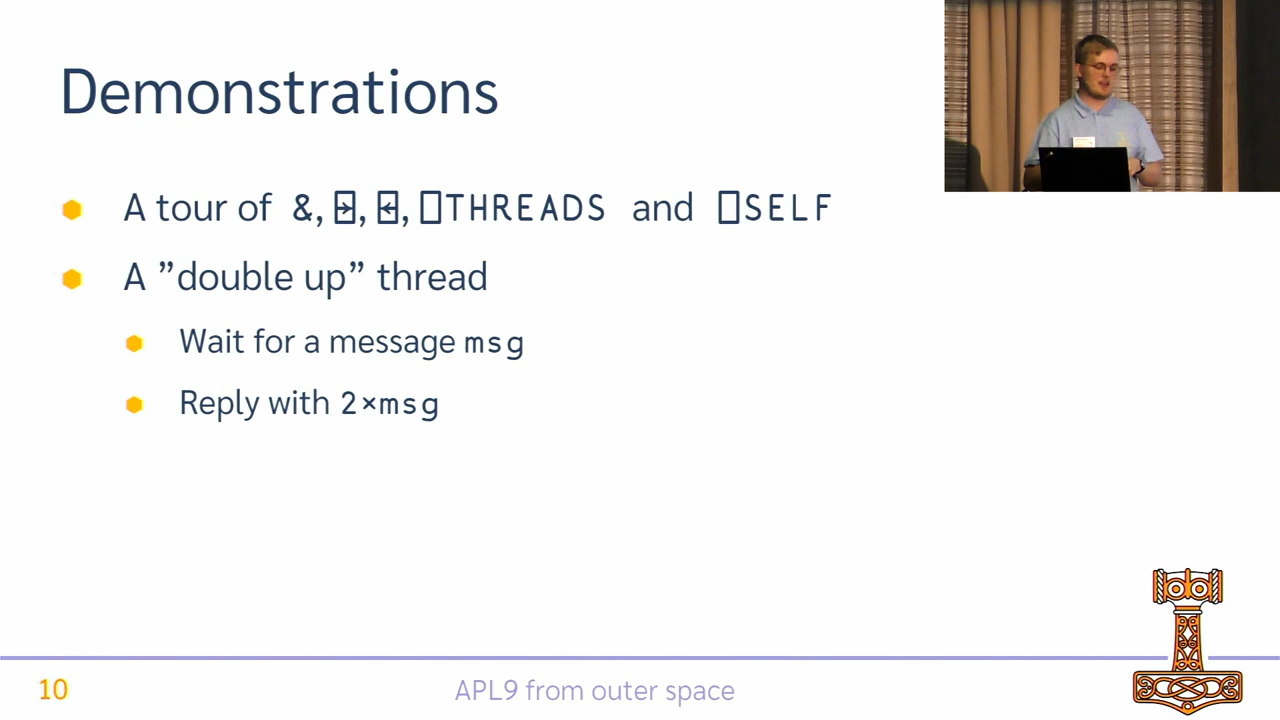 Demonstrations
A tour of &, ⍈, ⍇, ⎕THREADS and ⎕SELF
A ”double up” thread
Wait for a message msg
Reply with 2×msg
10
APL9 from outer space